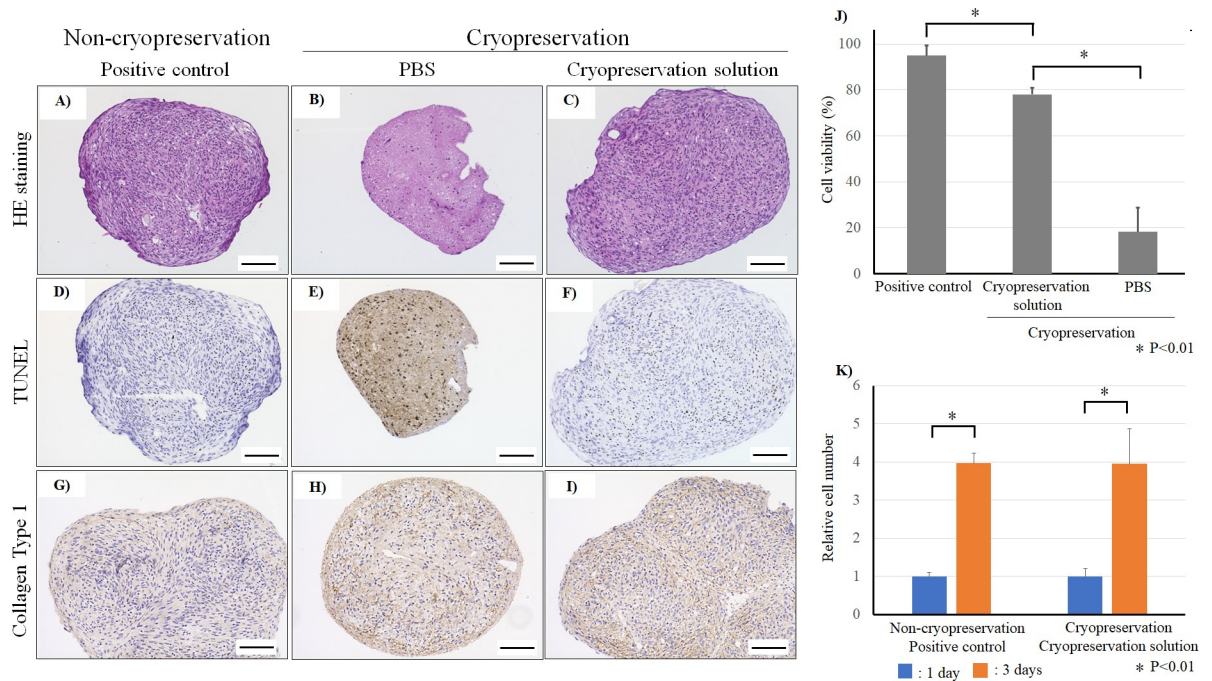 Non-cryopreservation
Cryopreservation
Positive control
PBS
Cryopreservation solution
HE staining
A)
B)
C)
TUNEL
D)
E)
F)
Collagen Type 1
G)
H)
I)
J)
*
*
100
80
60
40
20
0
Cell viability (%)
Positive control
Cryopreservation
solution
PBS
Cryopreservation
* P<0.01
K)
*
*
6
5
4
3
2
1
0
Relative cell number
Non-cryopreservation
Positive control
Cryopreservation
Cryopreservation solution
: 1 day
: 3 days
* P<0.01